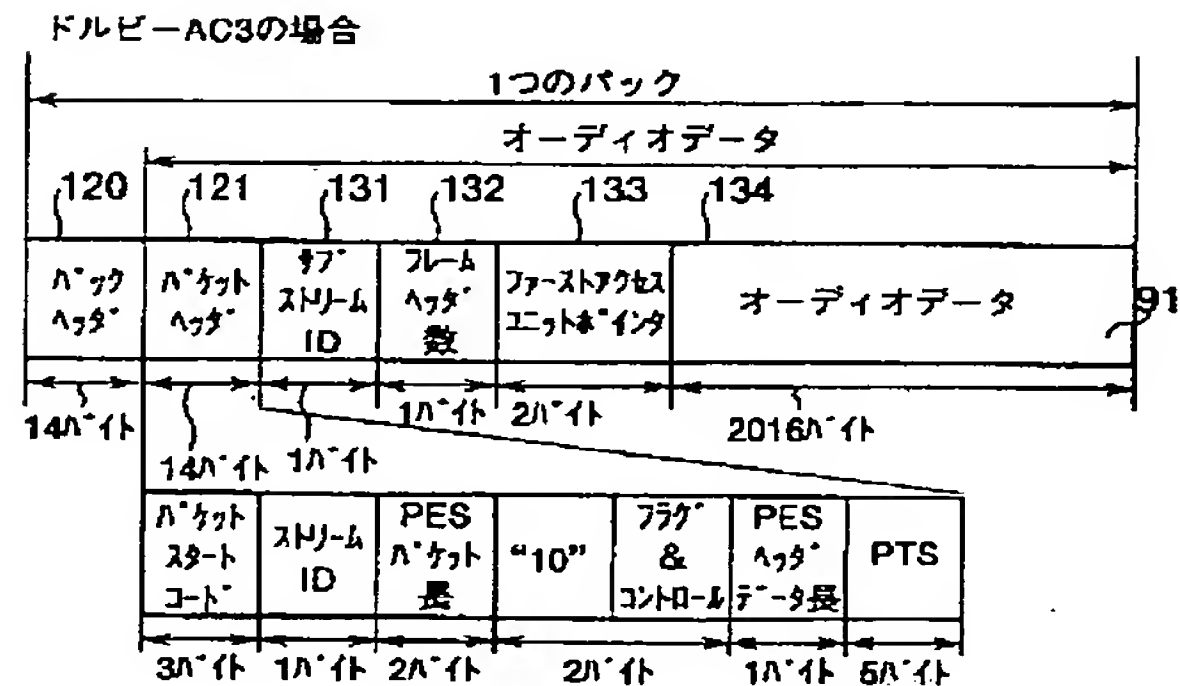 ドルビーAC3の場合
1つのパック
オーディオデータ
120 121 131 132 133 134
パック
ヘッダ
パケット
ヘッダ
サブ
ストリーム
ID
フレーム
ヘッダ
数
ファーストアクセス
ユニットポインタ
オーディオデータ
91
14バイト
14バイト
1バイト
1バイト
2バイト
2016バイト
パケット
スタート
コード
ストリーム
ID
PES
パケット
長
“10”
フラグ
&
コントロール
PES
ヘッダ
データ長
PTS
3バイト
1バイト
2バイト
2バイト
1バイト
5バイト